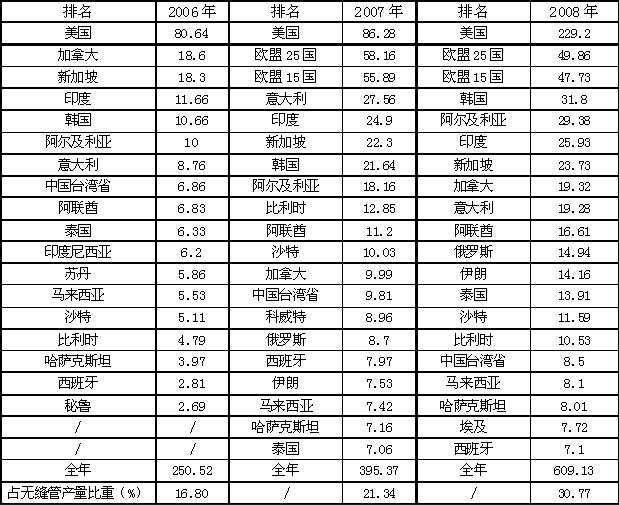 排名 2006年 排名 2007年 排名 2008年
美国 80.64 美国 86.28 美国 229.2
加拿大 18.6 欧盟25国 58.16 欧盟25国 49.86
新加坡 18.3 欧盟15国 55.89 欧盟15国 47.73
印度 11.66 意大利 27.56 韩国 31.8
韩国 10.66 印度 24.9 阿尔及利亚 29.38
阿尔及利亚 10 新加坡 22.3 印度 25.93
意大利 8.76 韩国 21.64 新加坡 23.73
中国台湾省 6.86 阿尔及利亚 18.16 加拿大 19.32
阿联酋 6.83 比利时 12.85 意大利 19.28
泰国 6.33 阿联酋 11.2 阿联酋 16.61
印度尼西亚 6.2 沙特 10.03 俄罗斯 14.94
苏丹 5.86 加拿大 9.99 伊朗 14.16
马来西亚 5.53 中国台湾省 9.81 泰国 13.91
沙特 5.11 科威特 8.96 沙特 11.59
比利时 4.79 俄罗斯 8.7 比利时 10.53
哈萨克斯坦 3.97 西班牙 7.97 中国台湾省 8.5
西班牙 2.81 伊朗 7.53 马来西亚 8.1
秘鲁 2.69 马来西亚 7.42 哈萨克斯坦 8.01
/ / 哈萨克斯坦 7.16 埃及 7.72
/ / 泰国 7.06 西班牙 7.1
全年 250.52 全年 395.37 全年 609.13
占无缝管产量比重(%) 16.80 / 21.34 / 30.77